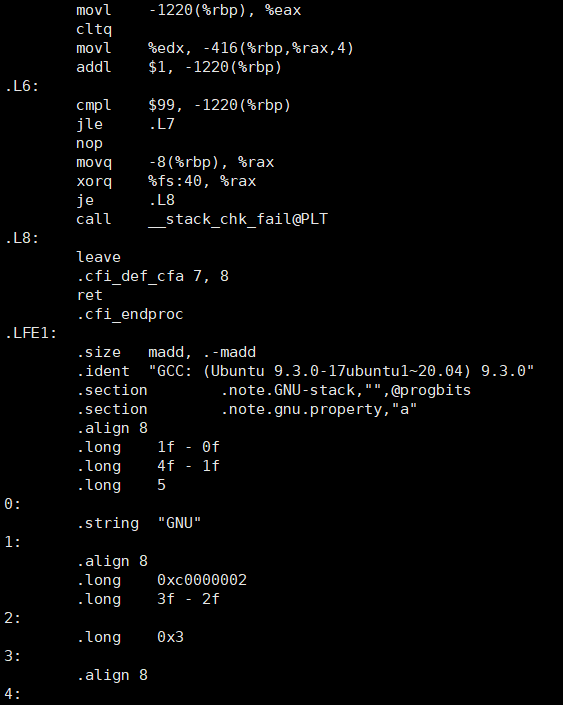 movl    -1220(%rbp), %eax
cltq
movl    %edx, -416(%rbp,%rax,4)
addl    $1, -1220(%rbp)
.L6:
cmpl    $99, -1220(%rbp)
jle     .L7
nop
movq    -8(%rbp), %rax
xorq    %fs:40, %rax
je      .L8
call    __stack_chk_fail@PLT
.L8:
leave
.cfi_def_cfa 7, 8
ret
.cfi_endproc
.LFE1:
.size   madd, .-madd
.ident  "GCC: (Ubuntu 9.3.0-17ubuntu1~20.04) 9.3.0"
.section        .note.GNU-stack,"",@progbits
.section        .note.gnu.property,"a"
.align 8
.long    1f - 0f
.long    4f - 1f
.long    5
0:
.string  "GNU"
1:
.align 8
.long    0xc0000002
.long    3f - 2f
2:
.long    0x3
3:
.align 8
4: